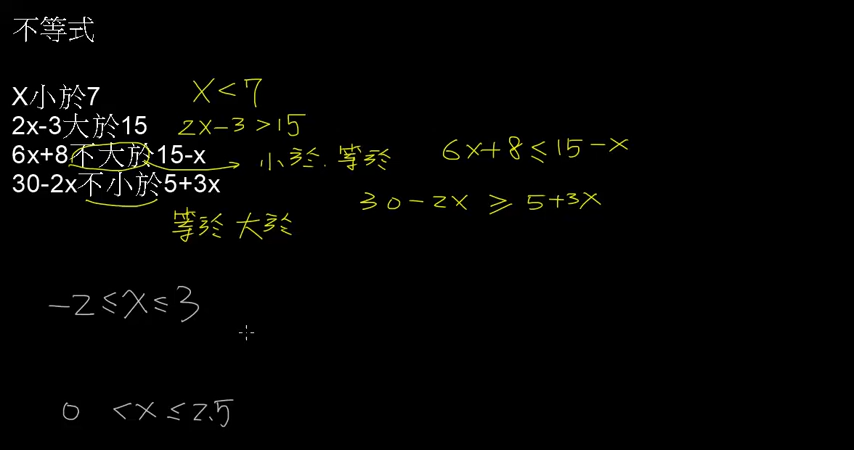 不等式
X小於7 X<7
2x-3大於15 2X-3>15
6x+8不大於15-x 小於.等於 6X+8≤15-X
30-2x不小於5+3x 30-2X ≥ 5+3X
等於 大於
-2≤X≤3
0 <X≤2.5